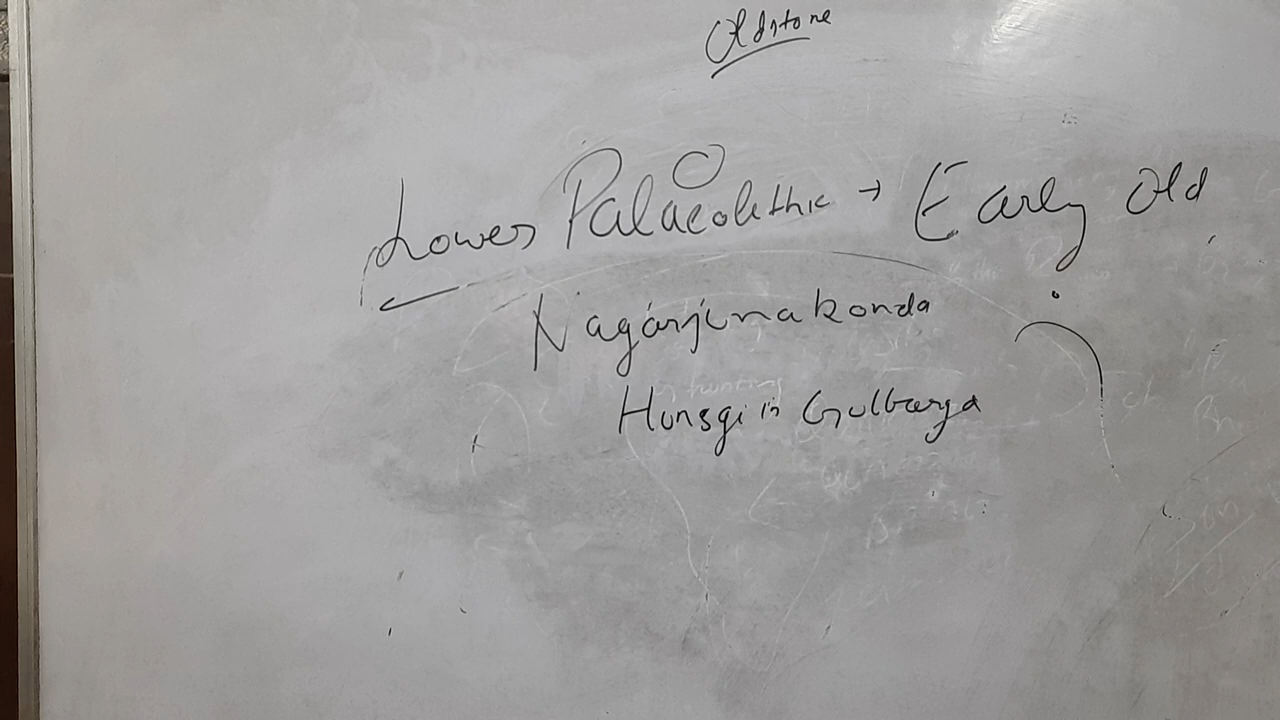 Oldstone
Lower Palaeolithic → Early Old
Nagarjunakonda
Hunsgi in Gulbarga